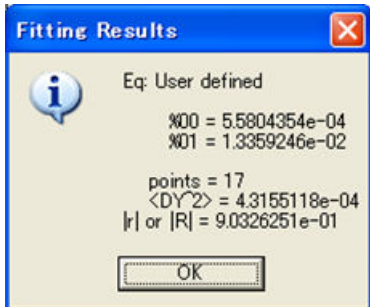 Fitting Results
Eq: User defined
%00 = 5.5804354e-04
%01 = 1.3359246e-02
points = 17
<DY^2> = 4.3155118e-04
|r| or |R| = 9.0326251e-01
OK